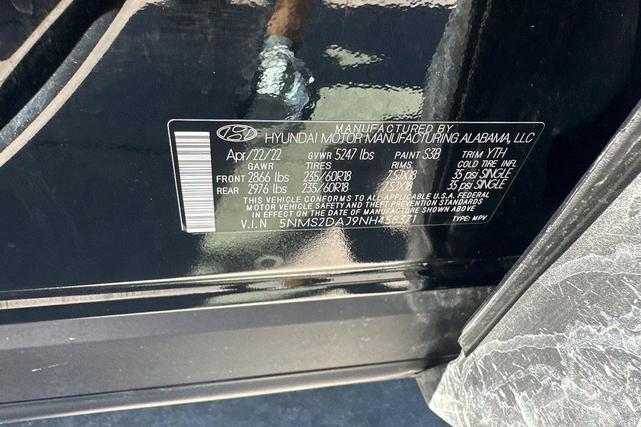 MANUFACTURED BY
HYUNDAI MOTOR MANUFACTURING ALABAMA, LLC
Apr/22/22 GVWR 5247 lbs PAINT S3B TRIM YTH
GAWR TIRES RIMS COLD TIRE INFL
FRONT 2866 lbs 235/60R18 7.5JX18 35 psi SINGLE
REAR 2976 lbs 235/60R18 7.5JX18 35 psi SINGLE
THIS VEHICLE CONFORMS TO ALL APPLICABLE U.S.A. FEDERAL
MOTOR VEHICLE SAFETY AND THEFT PREVENTION STANDARDS
IN EFFECT ON THE DATE OF MANUFACTURE SHOWN ABOVE
V.I.N 5NMS2DAJ9NH458371 TYPE: MPV